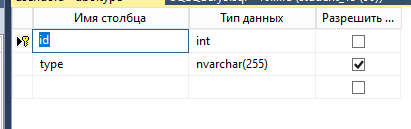 Имя столбца Тип данных Разрешить ...
id int
type nvarchar(255)